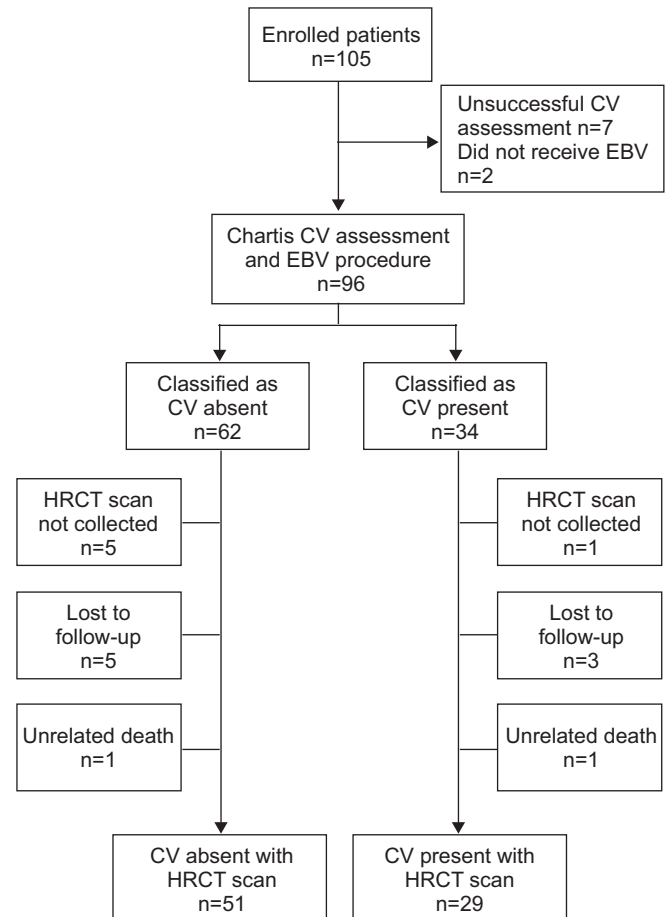 Enrolled patients
n=105
Unsuccessful CV
assessment n=7
Did not receive EBV
n=2
Chartis CV assessment
and EBV procedure
n=96
Classified as
CV absent
n=62
Classified as
CV present
n=34
HRCT scan
not collected
n=5
HRCT scan
not collected
n=1
Lost to
follow-up
n=5
Lost to
follow-up
n=3
Unrelated death
n=1
Unrelated death
n=1
CV absent with
HRCT scan
n=51
CV present with
HRCT scan
n=29